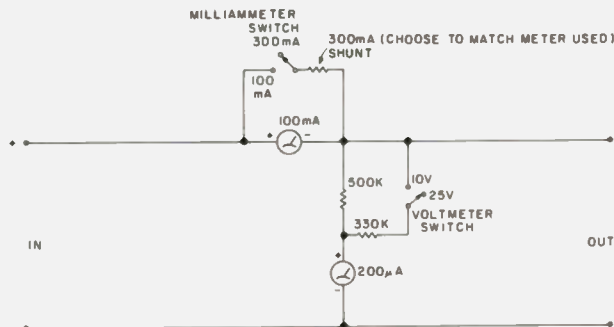 MILLIAMMETER
SWITCH
300mA
300mA (CHOOSE TO MATCH METER USED)
SHUNT
100
mA
+ 100mA -
+
10V
500K
25V
330K
VOLTMETER
SWITCH
IN
OUT
+
200µA
-